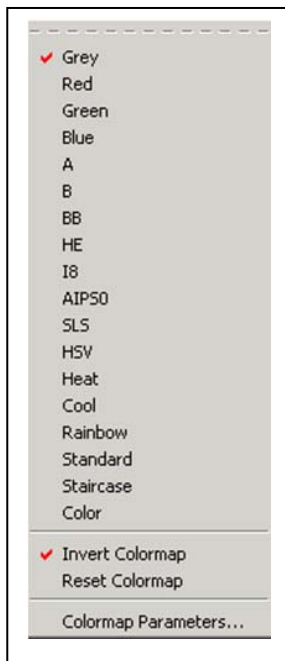 Grey
Red
Green
Blue
A
B
BB
HE
I8
AIPS0
SLS
HSV
Heat
Cool
Rainbow
Standard
Staircase
Color
Invert Colormap
Reset Colormap
Colormap Parameters...